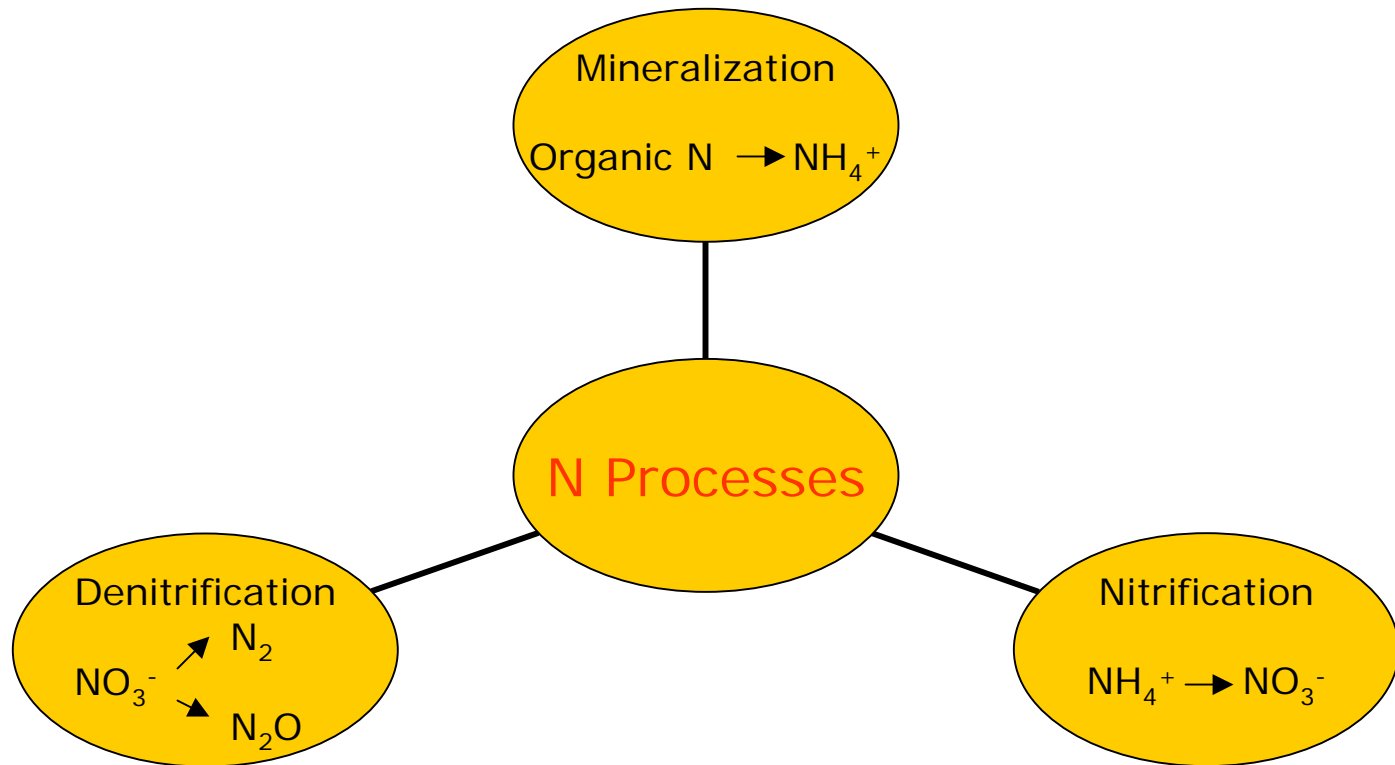 Mineralization
Organic N → NH₄⁺
N Processes
Denitrification
N₂
NO₃⁻
N₂O
Nitrification
NH₄⁺ → NO₃⁻